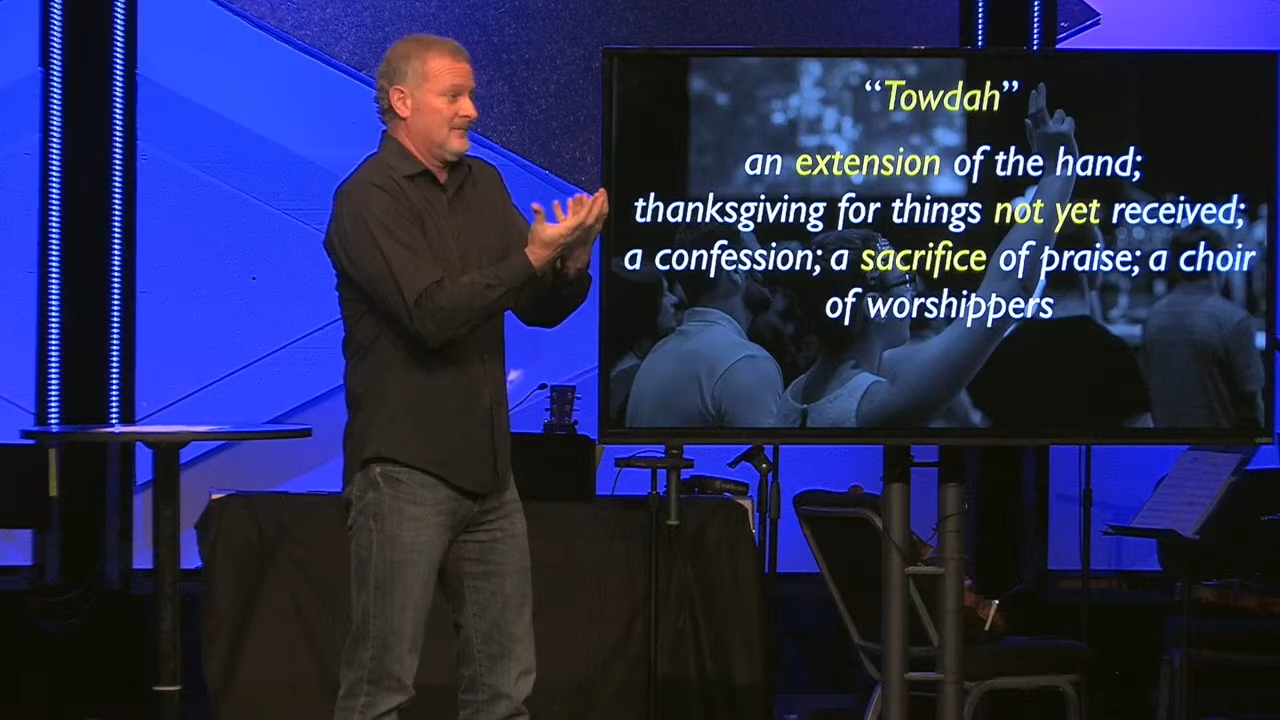 “Towdah”
an extension of the hand;
thanksgiving for things not yet received;
a confession; a sacrifice of praise; a choir
of worshippers